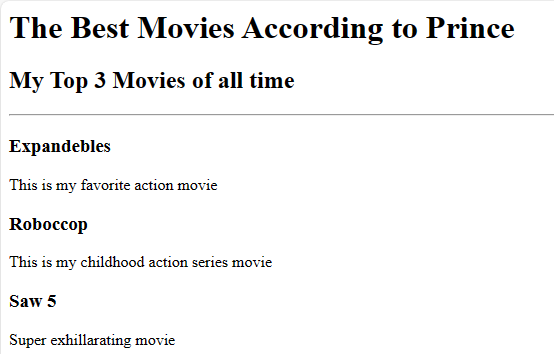 The Best Movies According to Prince
My Top 3 Movies of all time
Expandebles
This is my favorite action movie
Roboccop
This is my childhood action series movie
Saw 5
Super exhillarating movie